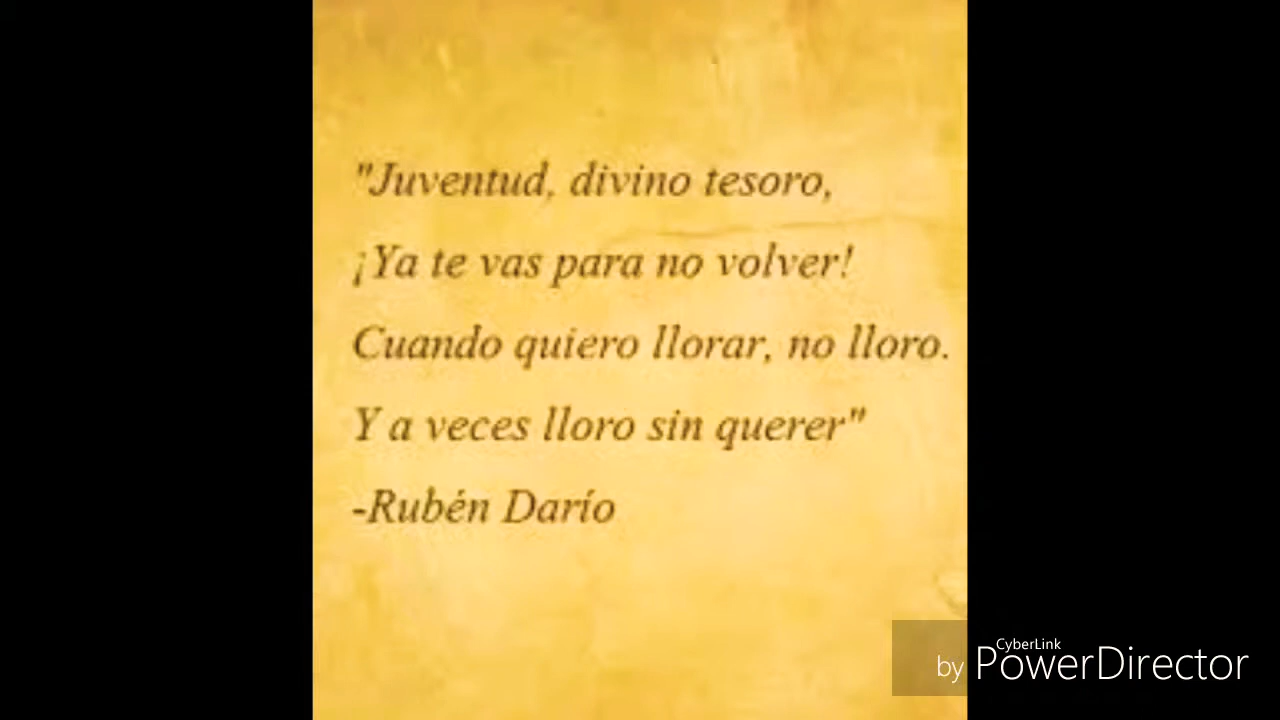 "Juventud, divino tesoro,
¡Ya te vas para no volver!
Cuando quiero llorar, no lloro.
Y a veces lloro sin querer"
-Rubén Darío
CyberLink
by PowerDirector